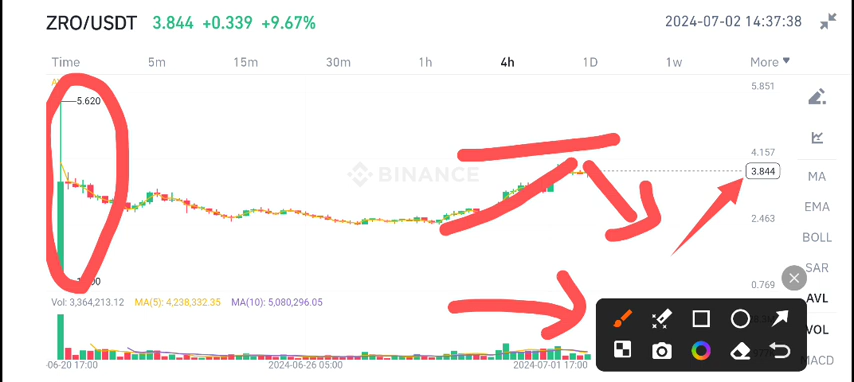 ZRO/USDT 3.844 +0.339 +9.67% 2024-07-02 14:37:38
Time 5m 15m 30m 1h 4h 1D 1w More
5.851
5.620
4.157
BINANCE
3.844
MA
EMA
2.463
BOLL
SAR
0.769
AVL
Vol: 3,364,213.12 MA(5): 4,238,332.35 MA(10): 5,080,296.05
VOL
MACD
-06-20 17:00 2024-06-26 05:00 2024-07-01 17:00